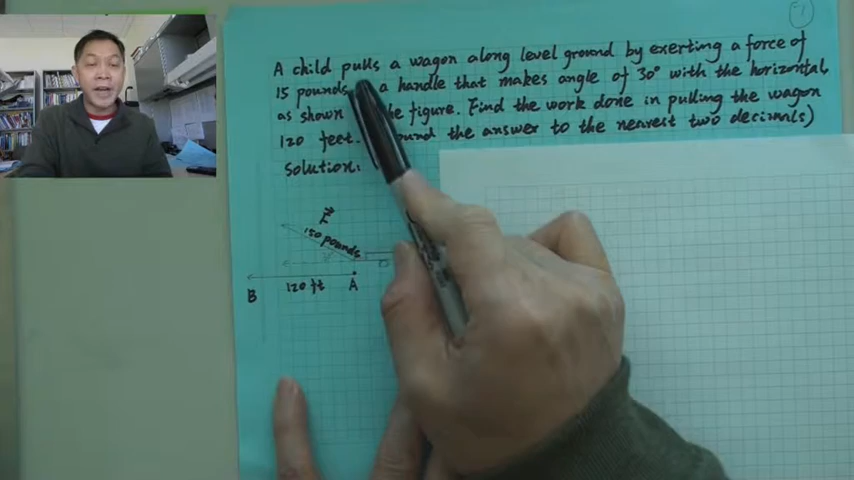 A child pulls a wagon along level ground by exerting a force of
15 pounds a handle that makes angle of 30° with the horizontal,
as shown figure. Find the work done in pulling the wagon
120 feet. the answer to the nearest two decimals)
Solution:
F
150 pounds
120 ft A
B